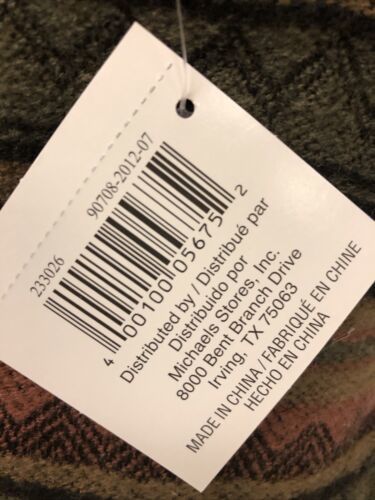 233026 90708-2012-07
4 00100 05675 2
Distributed by / Distribué par
Distribuido por
Michaels Stores, Inc.
8000 Bent Branch Drive
Irving, TX 75063
MADE IN CHINA / FABRIQUÉ EN CHINE
HECHO EN CHINA